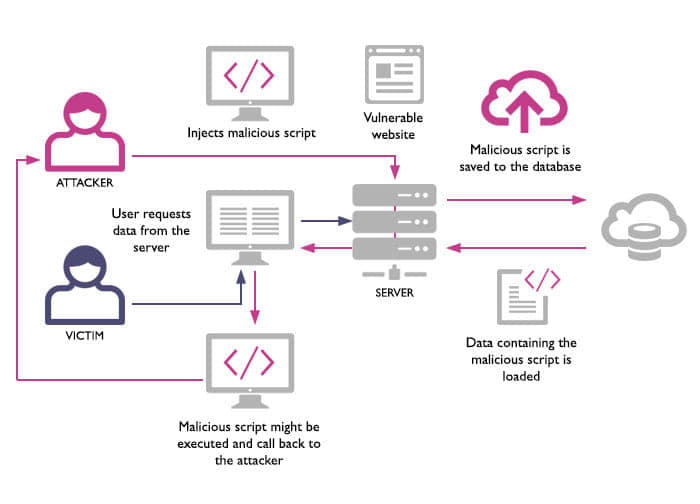 Injects malicious script
Vulnerable
website
Malicious script is
saved to the database
ATTACKER
User requests
data from the
server
SERVER
VICTIM
Data containing the
malicious script is
loaded
Malicious script might be
executed and call back to
the attacker